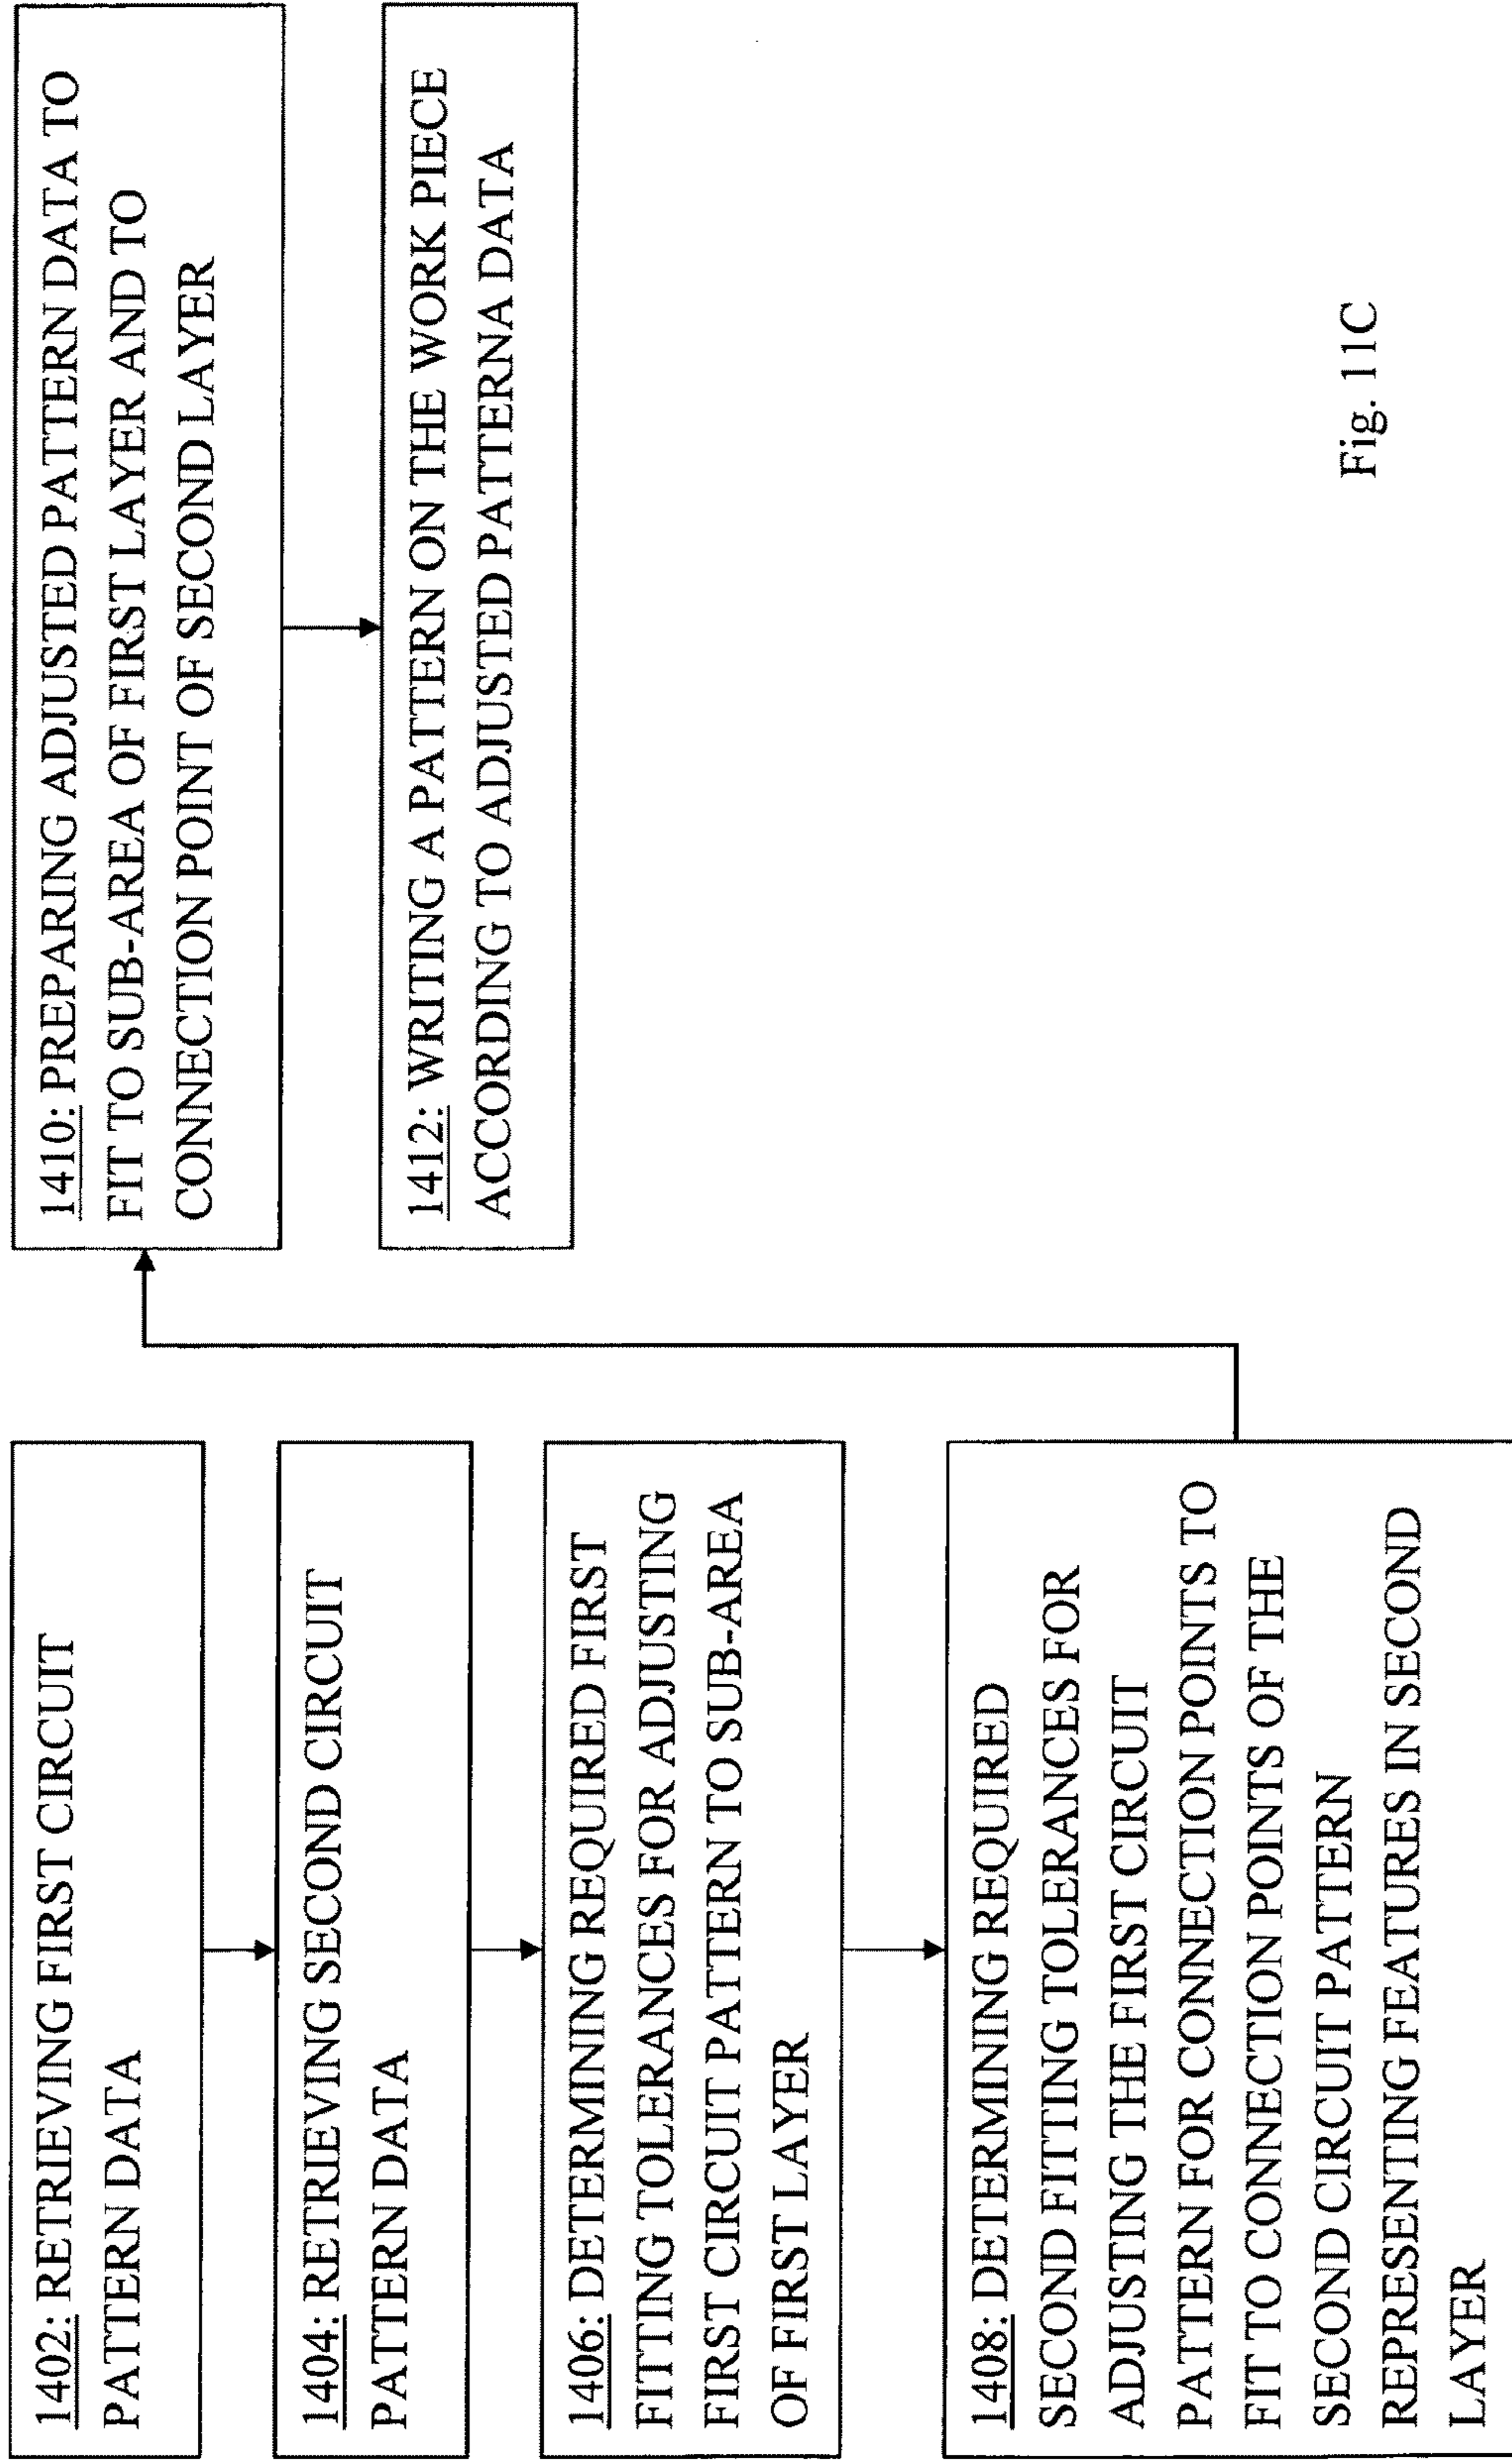 1402: RETRIEVING FIRST CIRCUIT
PATTERN DATA
1404: RETRIEVING SECOND CIRCUIT
PATTERN DATA
1406: DETERMINING REQUIRED FIRST
FITTING TOLERANCES FOR ADJUSTING
FIRST CIRCUIT PATTERN TO SUB-AREA
OF FIRST LAYER
1408: DETERMINING REQUIRED
SECOND FITTING TOLERANCES FOR
ADJUSTING THE FIRST CIRCUIT
PATTERN FOR CONNECTION POINTS TO
FIT TO CONNECTION POINTS OF THE
SECOND CIRCUIT PATTERN
REPRESENTING FEATURES IN SECOND
LAYER
1410: PREPARING ADJUSTED PATTERN DATA TO
FIT TO SUB-AREA OF FIRST LAYER AND TO
CONNECTION POINT OF SECOND LAYER
1412: WRITING A PATTERN ON THE WORK PIECE
ACCORDING TO ADJUSTED PATTERNA DATA
Fig. 11C